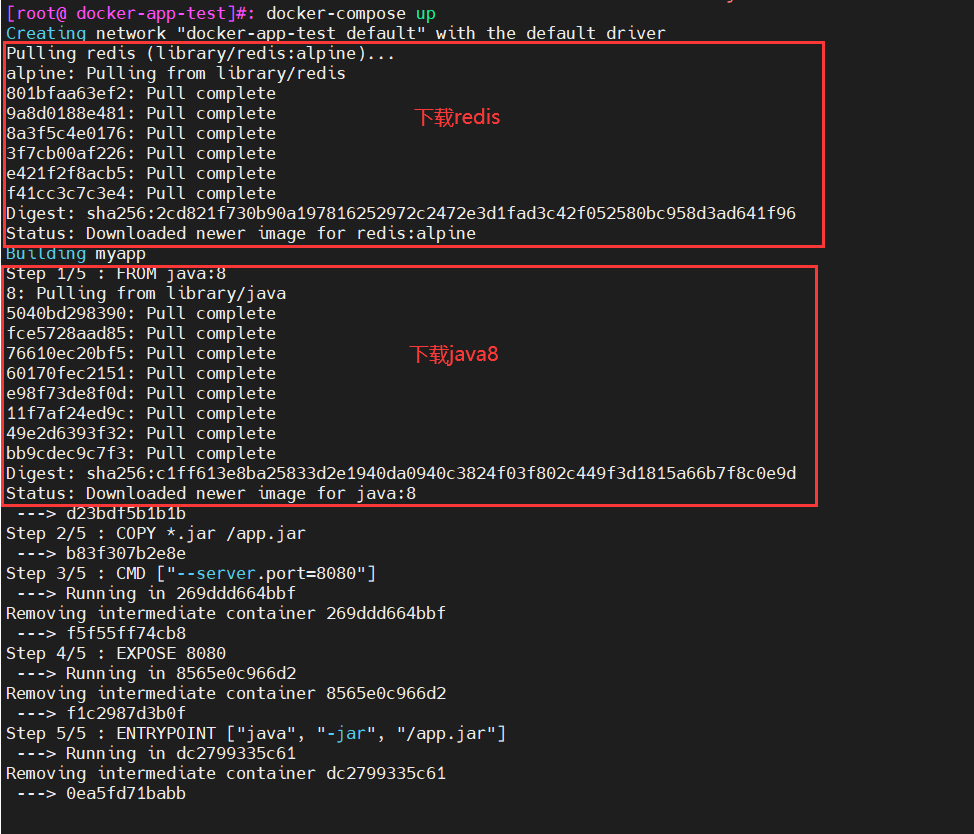 [root@ docker-app-test]#: docker-compose up
Creating network "docker-app-test_default" with the default driver
Pulling redis (library/redis:alpine)...
alpine: Pulling from library/redis
801bfaa63ef2: Pull complete
9a8d0188e481: Pull complete
下载redis
8a3f5c4e0176: Pull complete
3f7cb00af226: Pull complete
e421f2f8acb5: Pull complete
f41cc3c7c3e4: Pull complete
Digest: sha256:2cd821f730b90a197816252972c2472e3d1fad3c42f052580bc958d3ad641f96
Status: Downloaded newer image for redis:alpine
Building myapp
Step 1/5 : FROM java:8
8: Pulling from library/java
5040bd298390: Pull complete
fce5728aad85: Pull complete
76610ec20bf5: Pull complete
下载java8
60170fec2151: Pull complete
e98f73de8f0d: Pull complete
11f7af24ed9c: Pull complete
49e2d6393f32: Pull complete
bb9cdec9c7f3: Pull complete
Digest: sha256:c1ff613e8ba25833d2e1940da0940c3824f03f802c449f3d1815a66b7f8c0e9d
Status: Downloaded newer image for java:8
---> d23bdf5b1b1b
Step 2/5 : COPY *.jar /app.jar
---> b83f307b2e8e
Step 3/5 : CMD ["--server.port=8080"]
---> Running in 269ddd664bbf
Removing intermediate container 269ddd664bbf
---> f5f55ff74cb8
Step 4/5 : EXPOSE 8080
---> Running in 8565e0c966d2
Removing intermediate container 8565e0c966d2
---> f1c2987d3b0f
Step 5/5 : ENTRYPOINT ["java", "-jar", "/app.jar"]
---> Running in dc2799335c61
Removing intermediate container dc2799335c61
---> 0ea5fd71babb